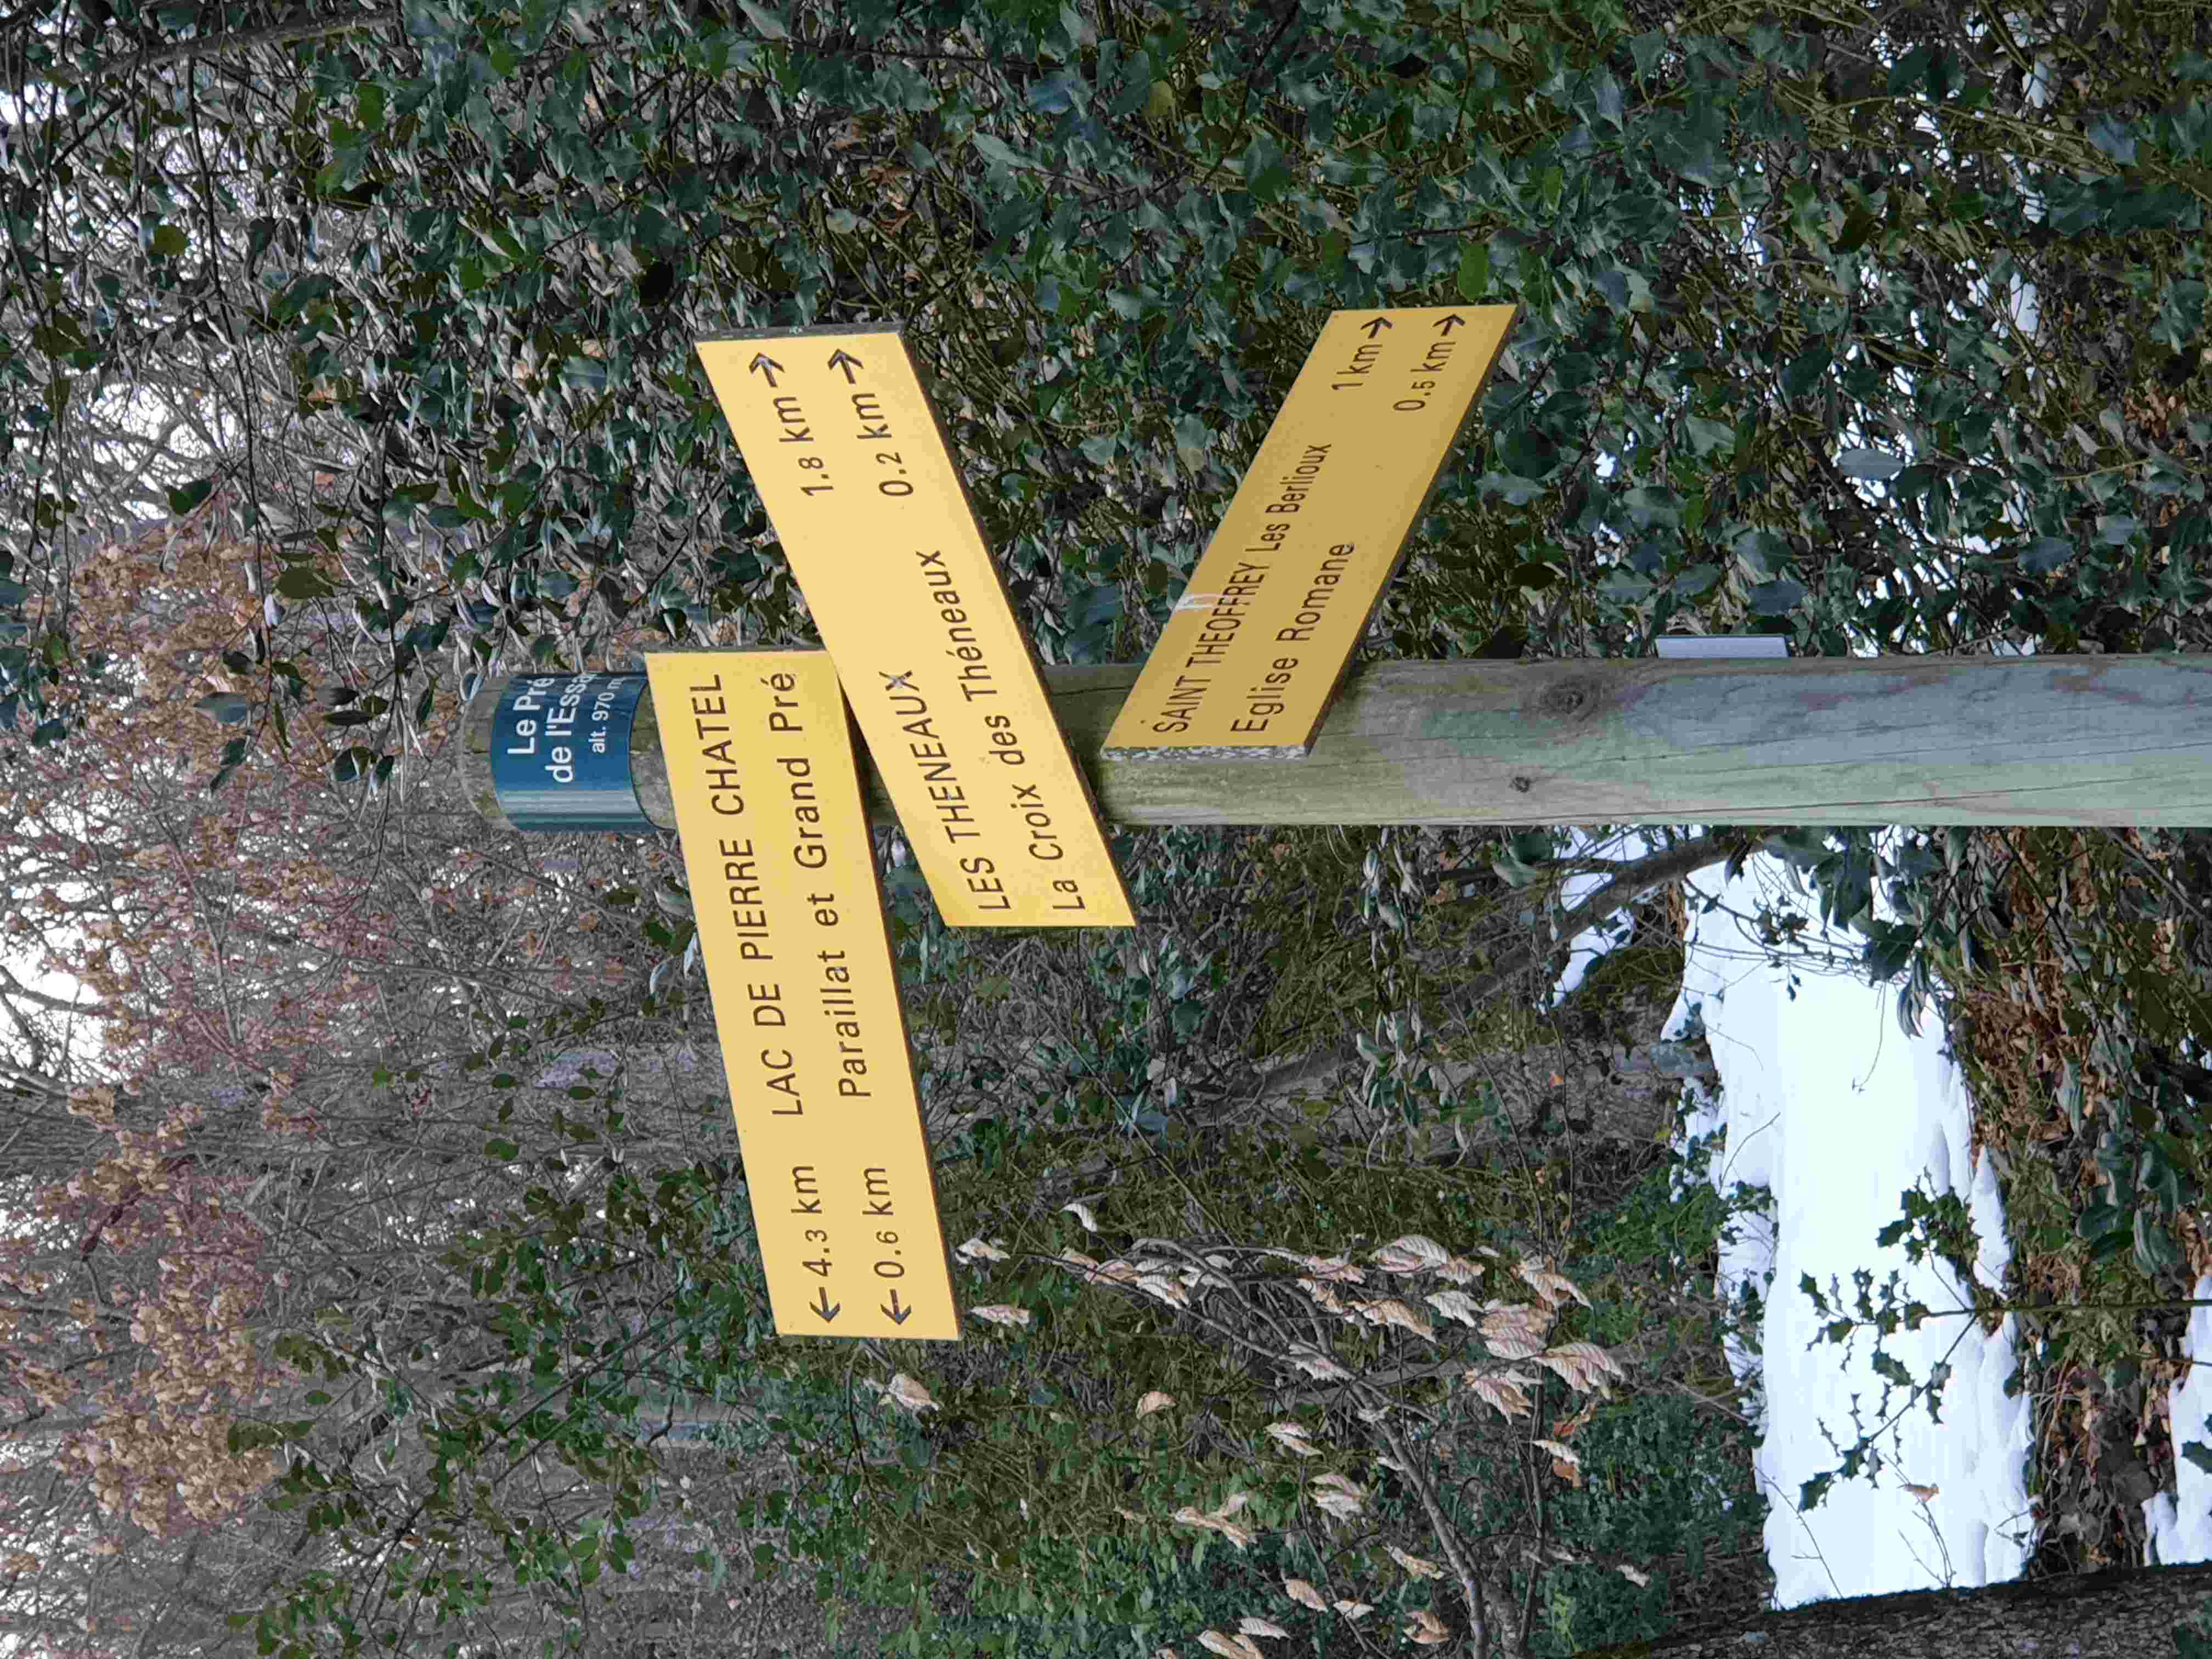 Le Pré
de l'Essa
alt. 970 m
← 4.3 km LAC DE PIERRE CHATEL
← 0.6 km Paraillat et Grand Pré
LES THENEAUX 1.8 km →
La Croix des Théneaux 0.2 km →
SAINT THEOFFREY Les Berlioux 1 km →
Eglise Romane 0.5 km →